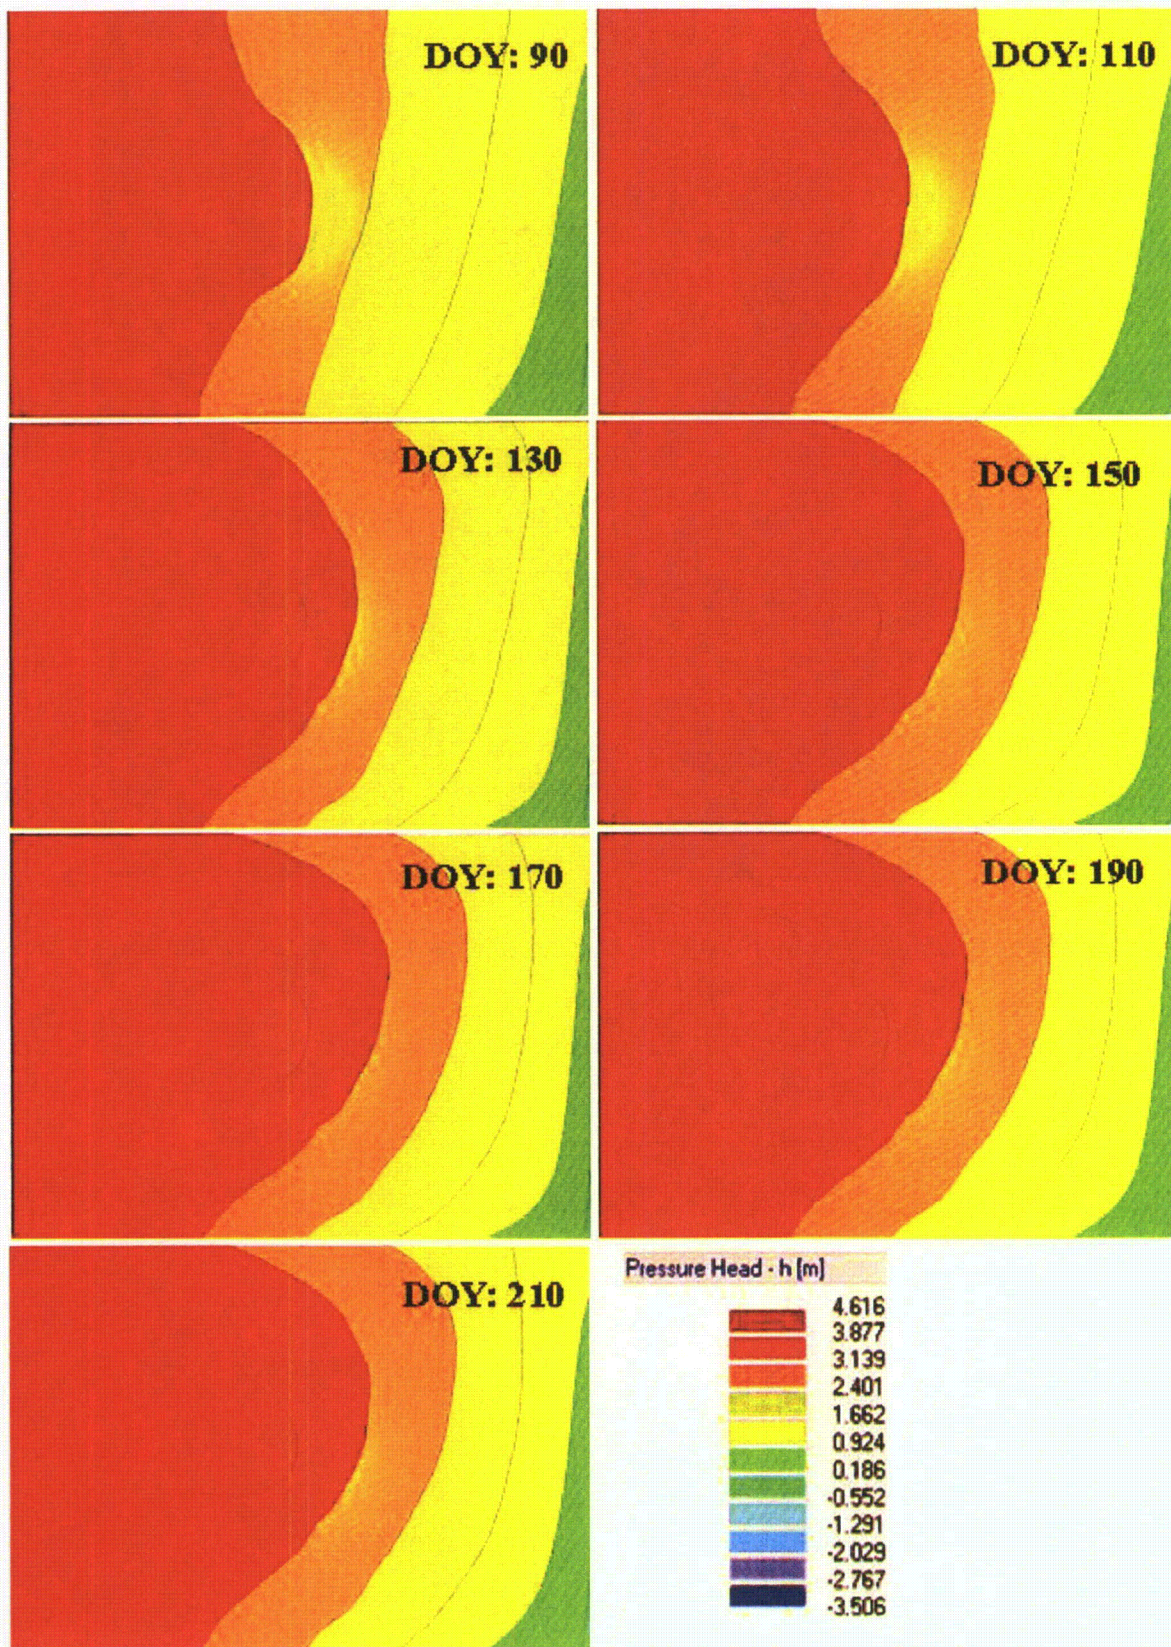 DOY: 90
DOY: 110
DOY: 130
DOY: 150
DOY: 170
DOY: 190
DOY: 210
Pressure Head - h [m]
4.616
3.877
3.139
2.401
1.662
0.924
0.186
-0.552
-1.291
-2.029
-2.767
-3.506